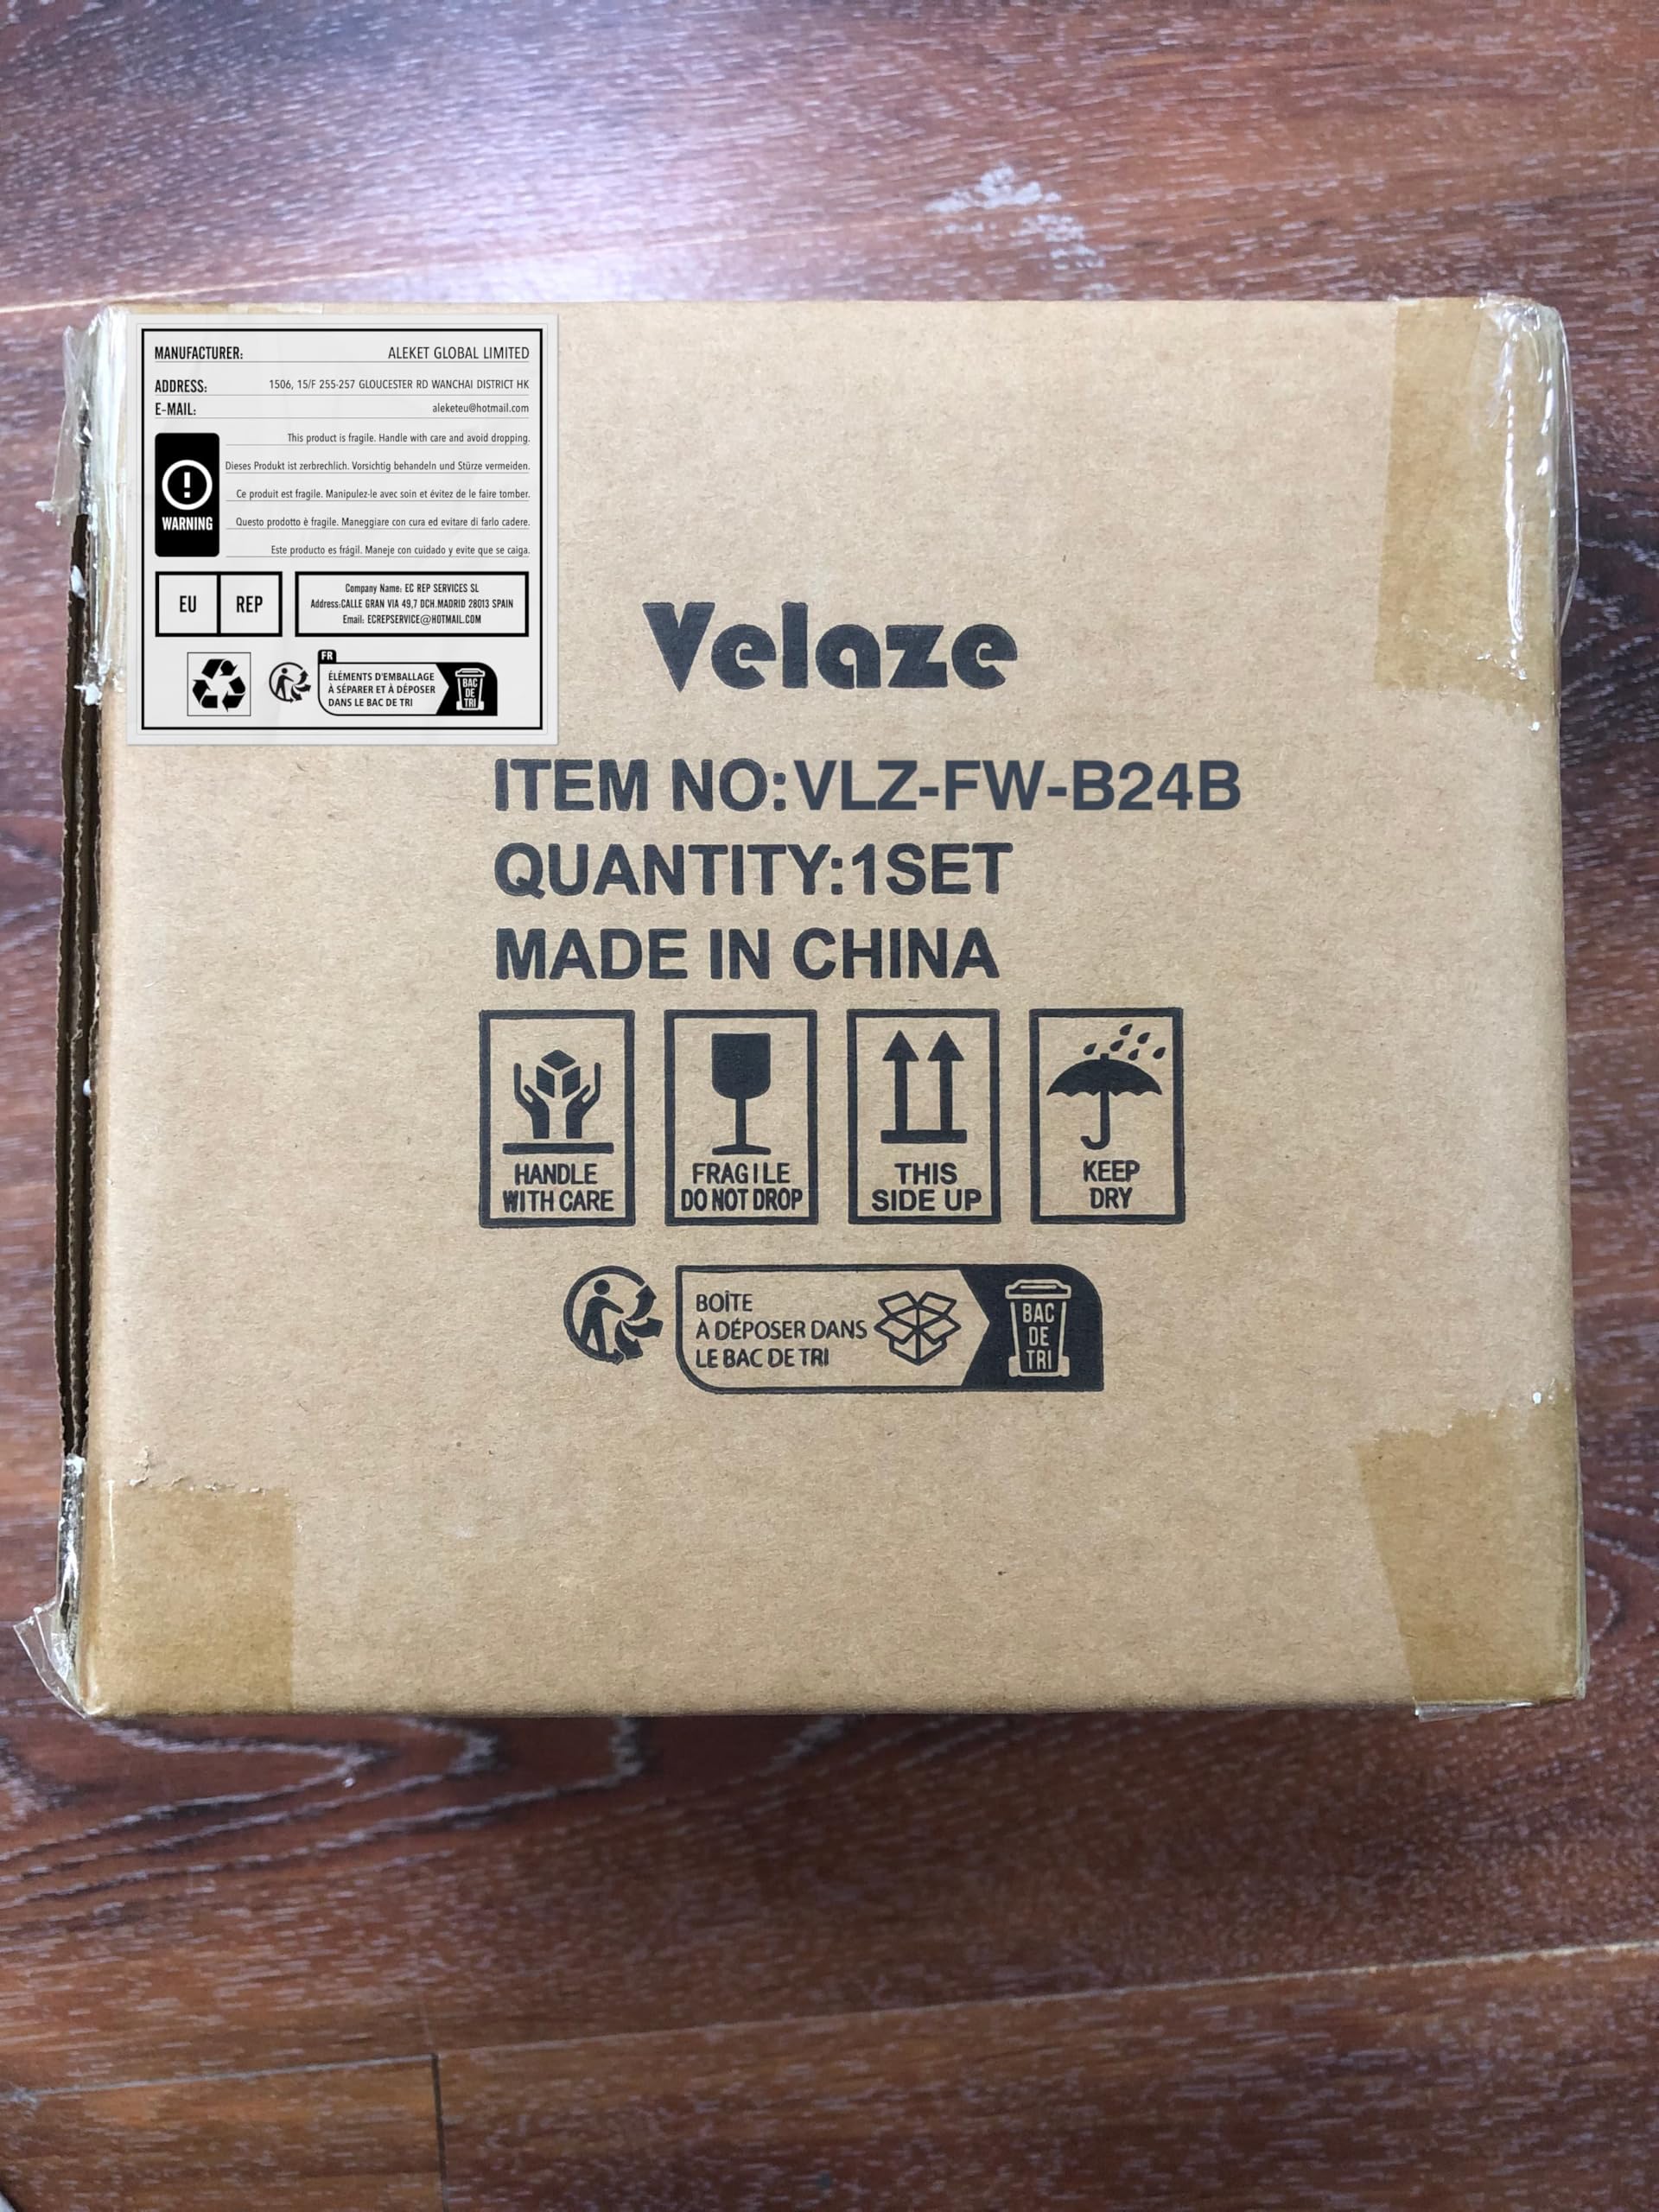 MANUFACTURER: ALEKET GLOBAL LIMITED
ADDRESS: 1506, 15/F 255-257 GLOUCESTER RD WANCHAI DISTRICT HK
E-MAIL: aleketeu@hotmail.com
This product is fragile. Handle with care and avoid dropping.
Dieses Produkt ist zerbrechlich. Vorsichtig behandeln und Stürze vermeiden.
Ce produit est fragile. Manipulez-le avec soin et évitez de le faire tomber.
Questo prodotto è fragile. Maneggiare con cura ed evitare di farlo cadere.
Este producto es frágil. Maneje con cuidado y evite que se caiga.
WARNING
EU REP
Company Name: EC REP SERVICES SL
Address:CALLE GRAN VIA 49,7 DCH.MADRID 28013 SPAIN
Email: ECREPSERVICE@HOTMAIL.COM
FR
ÉLÉMENTS D'EMBALLAGE
À SÉPARER ET À DÉPOSER
DANS LE BAC DE TRI
BAC
DE
TRI
Velaze
ITEM NO:VLZ-FW-B24B
QUANTITY:1SET
MADE IN CHINA
HANDLE
WITH CARE
FRAGILE
DO NOT DROP
THIS
SIDE UP
KEEP
DRY
BOÎTE
À DÉPOSER DANS
LE BAC DE TRI
BAC
DE
TRI